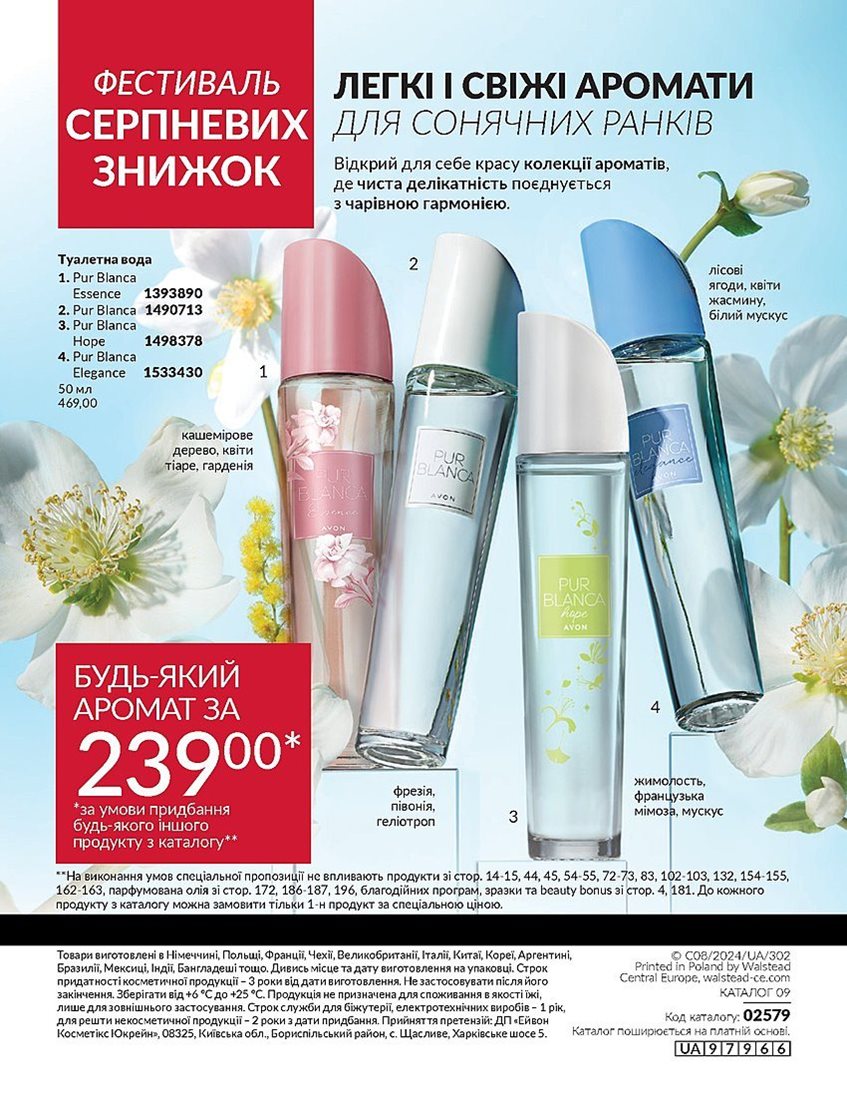 ФЕСТИВАЛЬ
СЕРПНЕВИХ
ЗНИЖОК
ЛЕГКІ І СВІЖІ АРОМАТИ
ДЛЯ СОНЯЧНИХ РАНКІВ
Відкрий для себе красу колекції ароматів,
де чиста делікатність поєднується
з чарівною гармонією.
Туалетна вода
1. Pur Blanca
Essence 1393890
2. Pur Blanca 1490713
3. Pur Blanca
Hope 1498378
4. Pur Blanca
Elegance 1533430
50 мл
469,00
1
2
лісові
ягоди, квіти
жасмину,
білий мускус
кашемірове
дерево, квіти
тіаре, гарденія
PUR
BLANCA
Essence
AVON
PUR
BLANCA
AVON
PUR
BLANCA
hope
AVON
PUR
BLANCA
Elegance
AVON
БУДЬ-ЯКИЙ
АРОМАТ ЗА
23900*
*за умови придбання
будь-якого іншого
продукту з каталогу**
фрезія,
півонія,
геліотроп
3
4
жимолость,
французька
мімоза, мускус
**На виконання умов спеціальної пропозиції не впливають продукти зі стор. 14-15, 44, 45, 54-55, 72-73, 83, 102-103, 132, 154-155,
162-163, парфумована олія зі стор. 172, 186-187, 196, благодійних програм, зразки та beauty bonus зі стор. 4, 181. До кожного
продукту з каталогу можна замовити тільки 1-н продукт за спеціальною ціною.
Товари виготовлені в Німеччині, Польщі, Франції, Чехії, Великобританії, Італії, Китаї, Кореї, Аргентині,
Бразилії, Мексиці, Індії, Бангладеші тощо. Дивись місце та дату виготовлення на упаковці. Строк
придатності косметичної продукції – 3 роки від дати виготовлення. Не застосовувати після його
закінчення. Зберігати від +6 °C до +25 °C. Продукція не призначена для споживання в якості їжі,
лише для зовнішнього застосування. Строк служби для біжутерії, електротехнічних виробів – 1 рік,
для решти некосметичної продукції – 2 роки з дати придбання. Прийняття претензій: ДП «Ейвон
Косметікс Юкрейн», 08325, Київська обл., Бориспільський район, с. Щасливе, Харківське шосе 5.
© C08/2024/UA/302
Printed in Poland by Walstead
Central Europe, walstead-ce.com
КАТАЛОГ 09
Код каталогу: 02579
Каталог поширюється на платній основі.
UA97966